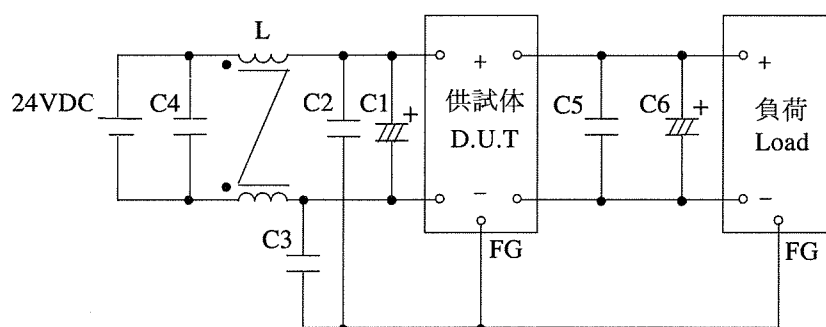 L
24VDC
C4
C2
C1
+
C3
+
供試体
D.U.T
−
FG
C5
C6
+
+
負荷
Load
−
FG